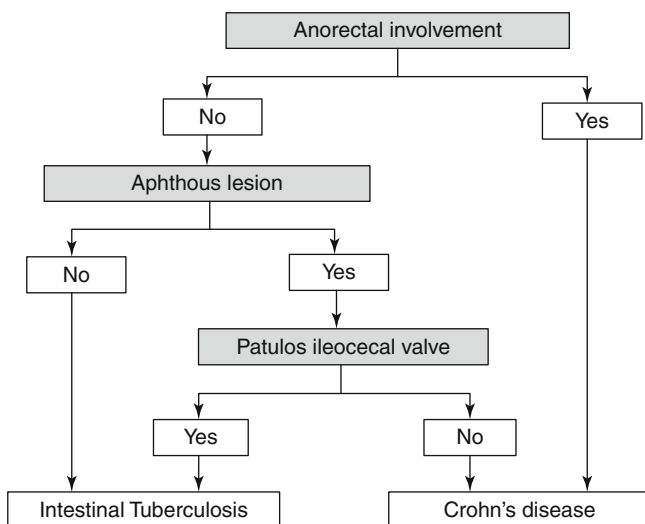 Anorectal involvement
No
Yes
Aphthous lesion
No
Yes
Patulos ileocecal valve
Yes
No
Intestinal Tuberculosis
Crohn's disease